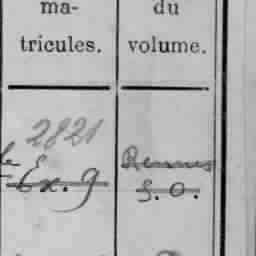 ma-
tricules.
du
volume.
2821
Ex. 9
Rennes
S. O.